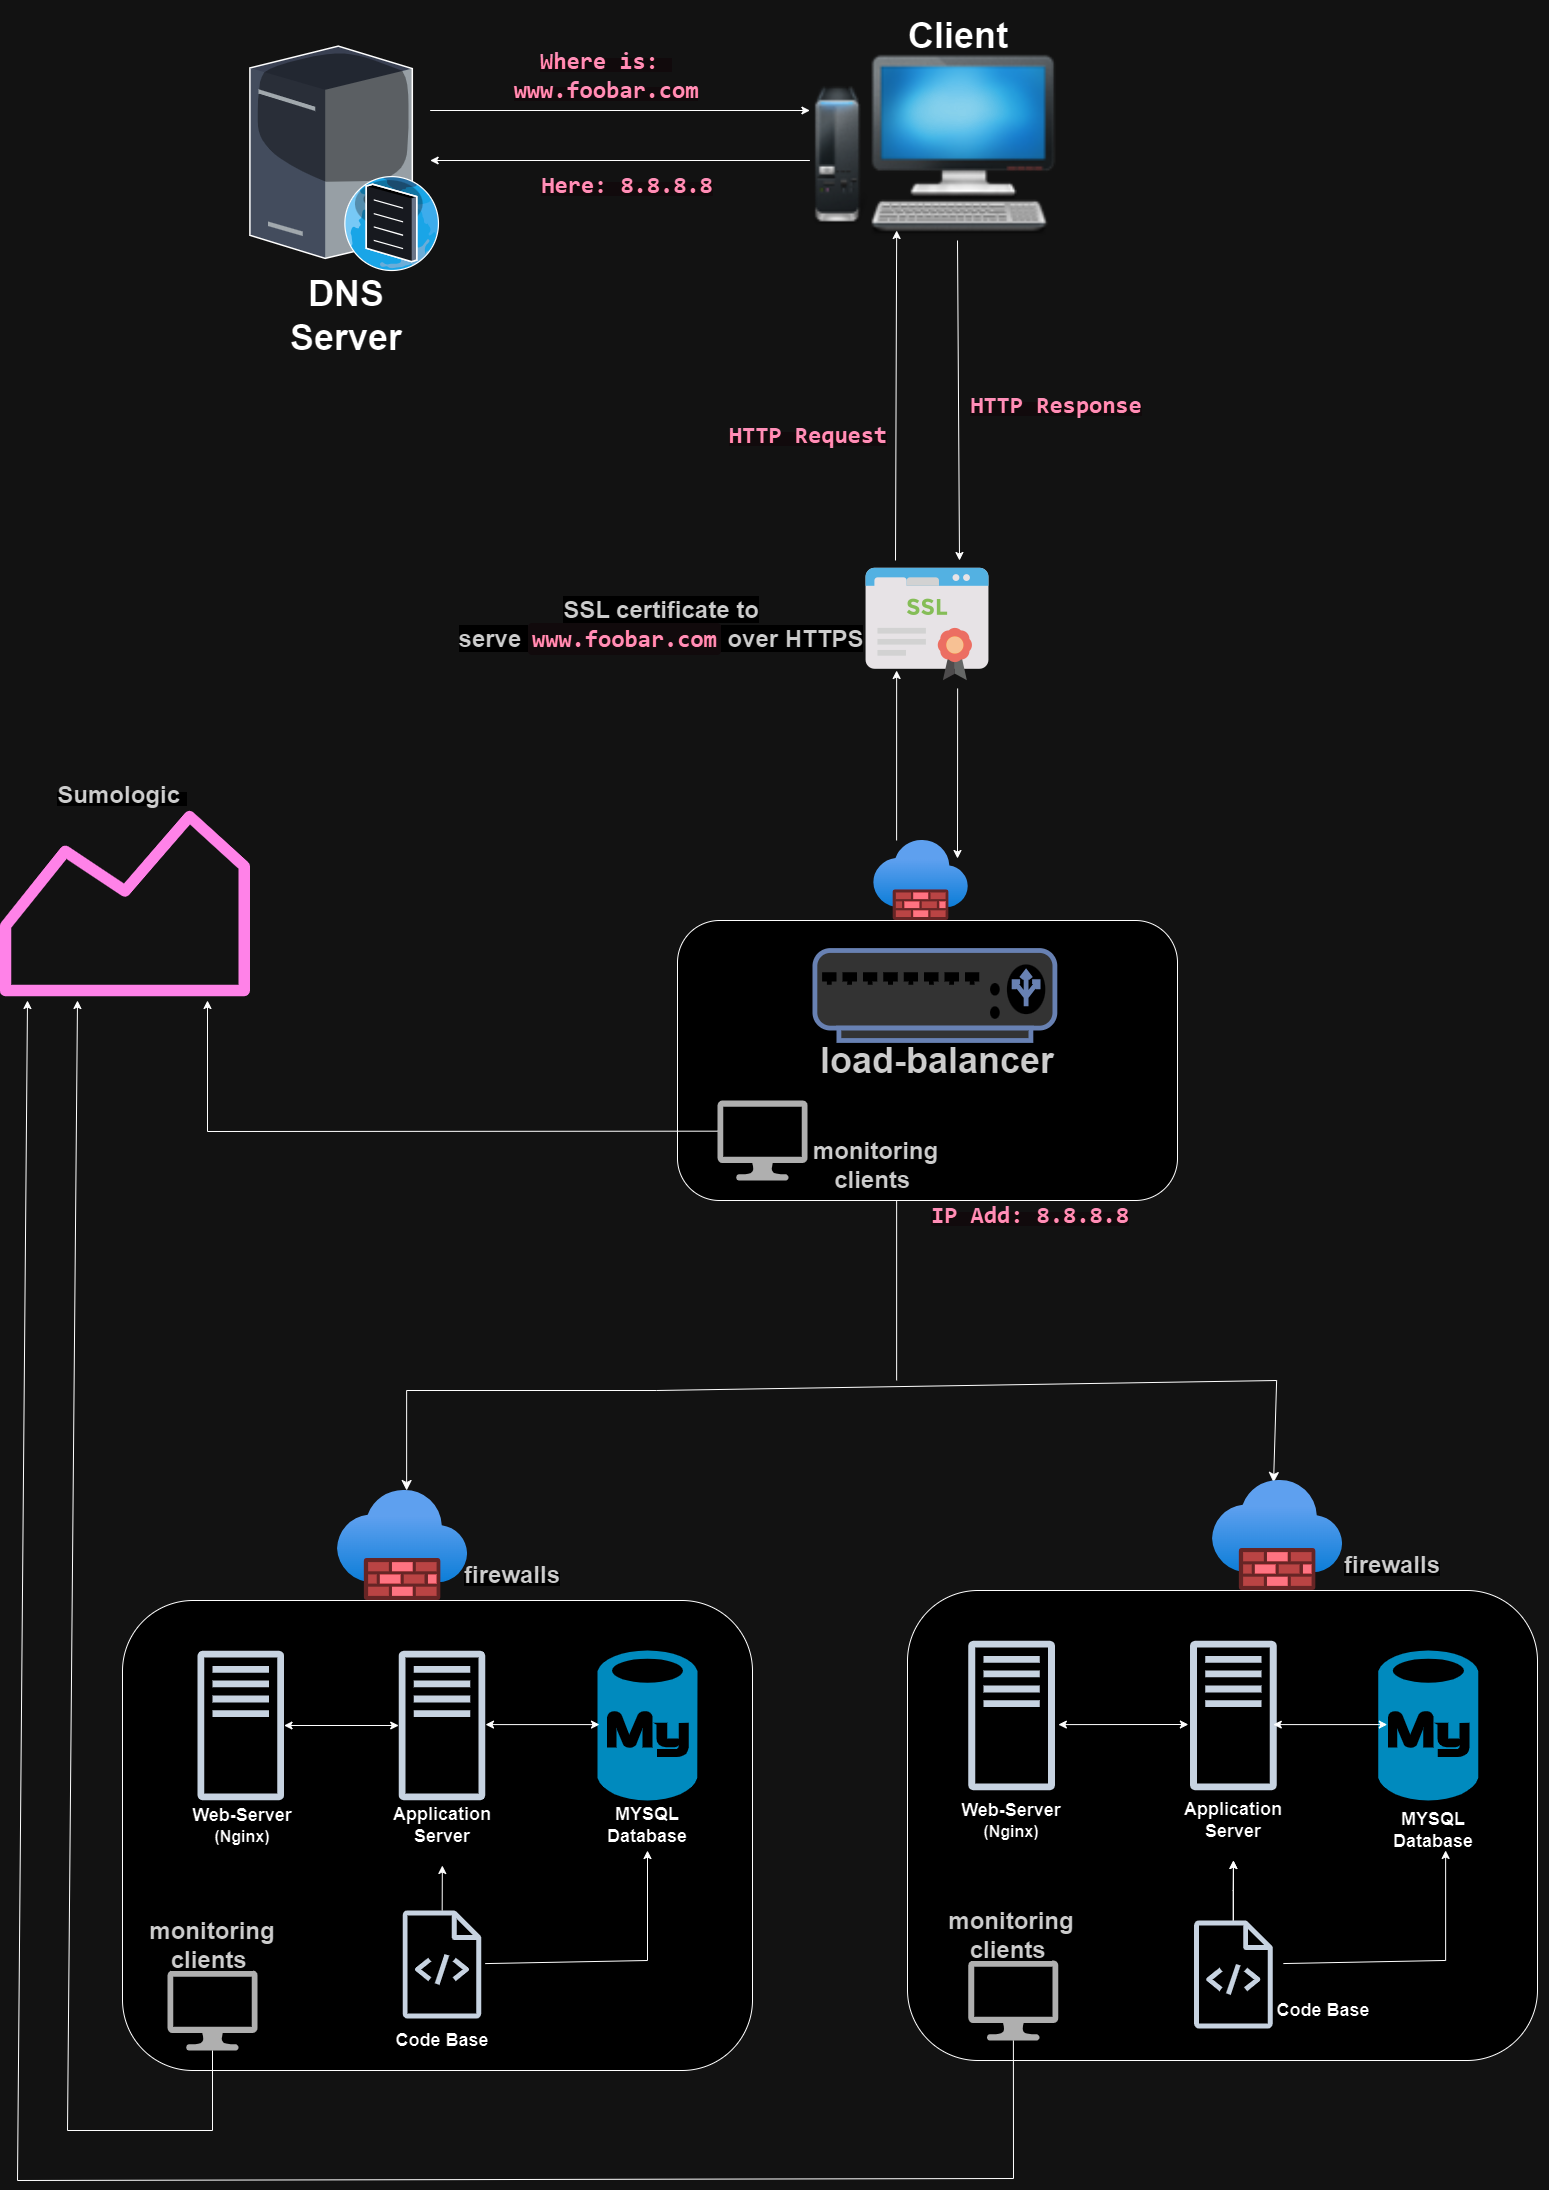 Client
Where is:
www.foobar.com
Here: 8.8.8.8
DNS
Server
HTTP Response
HTTP Request
SSL
SSL certificate to
serve www.foobar.com over HTTPS
Sumologic
load-balancer
monitoring
clients
IP Add: 8.8.8.8
firewalls
firewalls
My
Web-Server
(Nginx)
Application
Server
MYSQL
Database
monitoring
clients
Code Base
My
Web-Server
(Nginx)
Application
Server
MYSQL
Database
monitoring
clients
Code Base